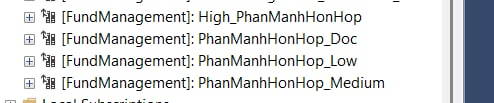 [FundManagement]: High_PhanManhHonHop
[FundManagement]: PhanManhHonHop_Doc
[FundManagement]: PhanManhHonHop_Low
[FundManagement]: PhanManhHonHop_Medium
Local Subscriptions